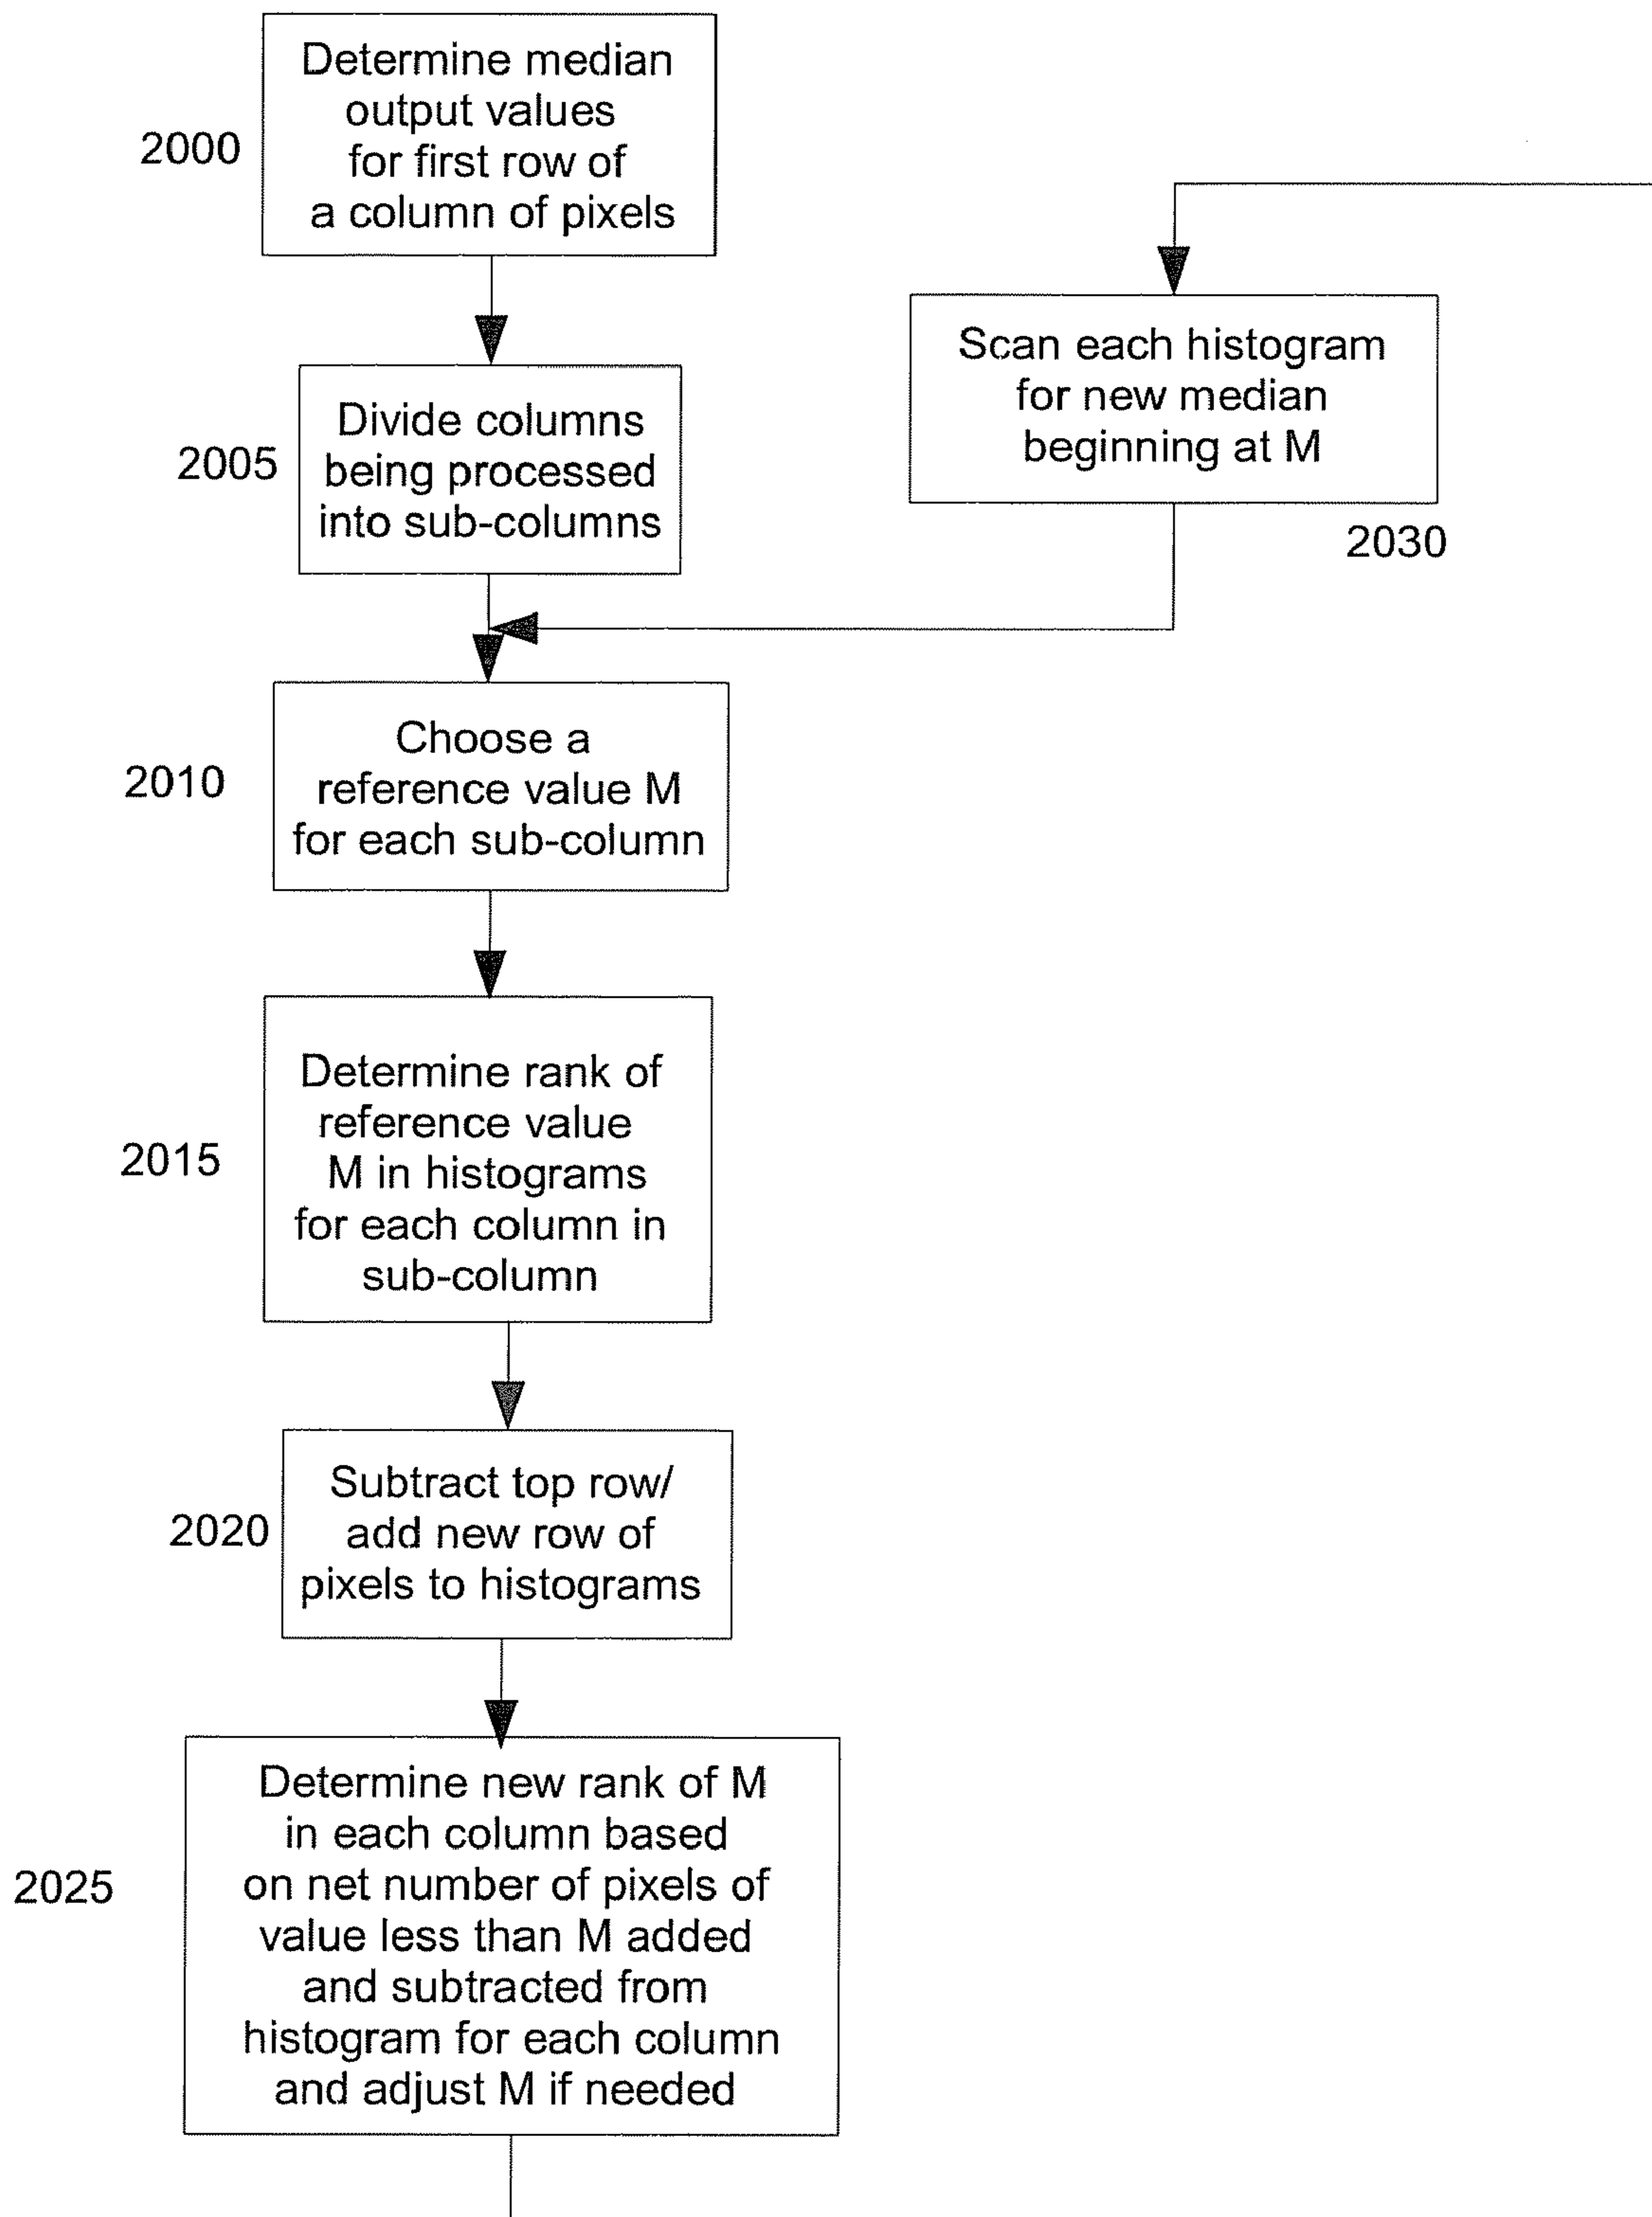 Determine median
output values
for first row of
a column of pixels
2000
Divide columns
being processed
into sub-columns
2005
Scan each histogram
for new median
beginning at M
2030
Choose a
reference value M
for each sub-column
2010
Determine rank of
reference value
M in histograms
for each column in
sub-column
2015
Subtract top row/
add new row of
pixels to histograms
2020
Determine new rank of M
in each column based
on net number of pixels of
value less than M added
and subtracted from
histogram for each column
and adjust M if needed
2025